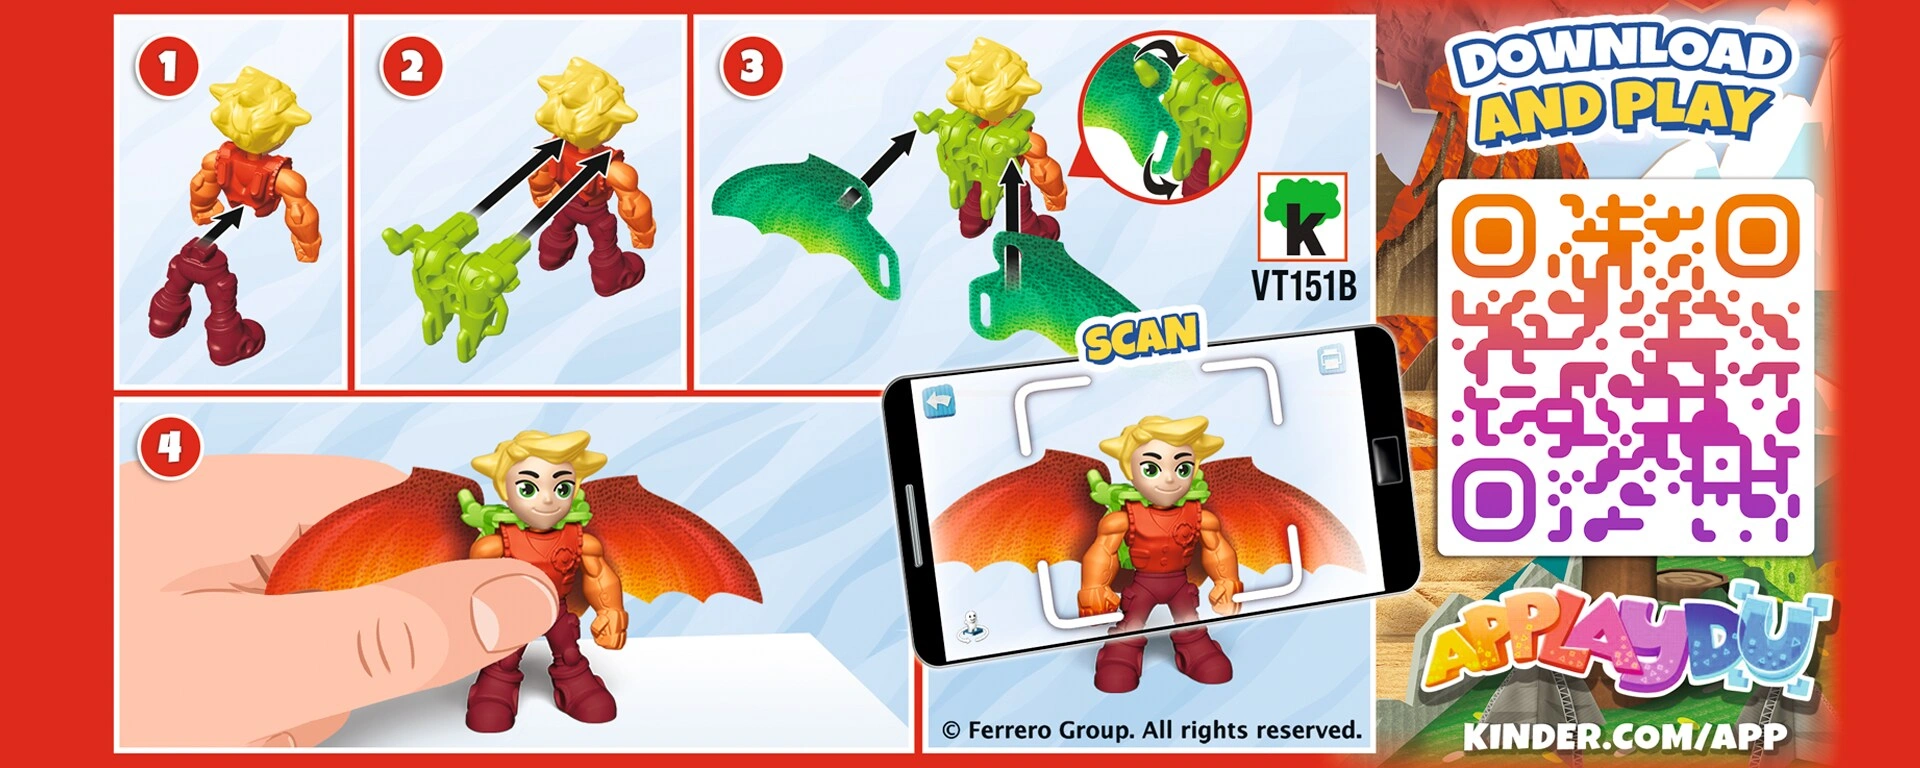 1
2
3
k
VT151B
4
SCAN
© Ferrero Group. All rights reserved.
DOWNLOAD
AND PLAY
APPLAYDU
KINDER.COM/APP